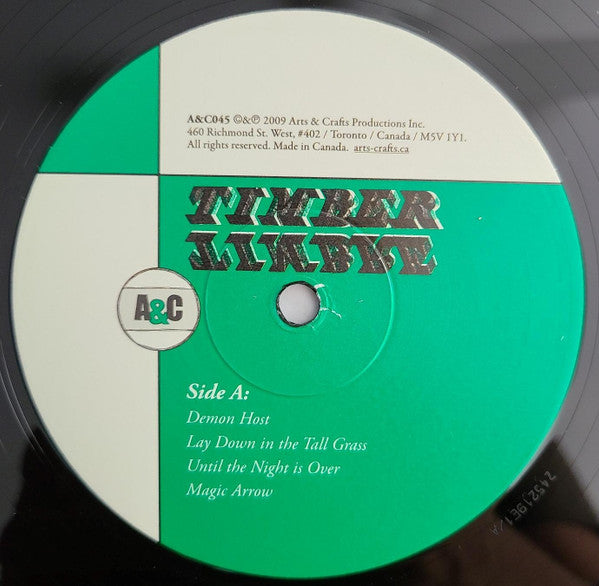 A&C045 ©&℗ 2009 Arts & Crafts Productions Inc.
460 Richmond St. West, #402 / Toronto / Canada / M5V 1Y1.
All rights reserved. Made in Canada. arts-crafts.ca
TIMBER
TIMBRE
A&C
Side A:
Demon Host
Lay Down in the Tall Grass
Until the Night is Over
Magic Arrow
245219E1/A